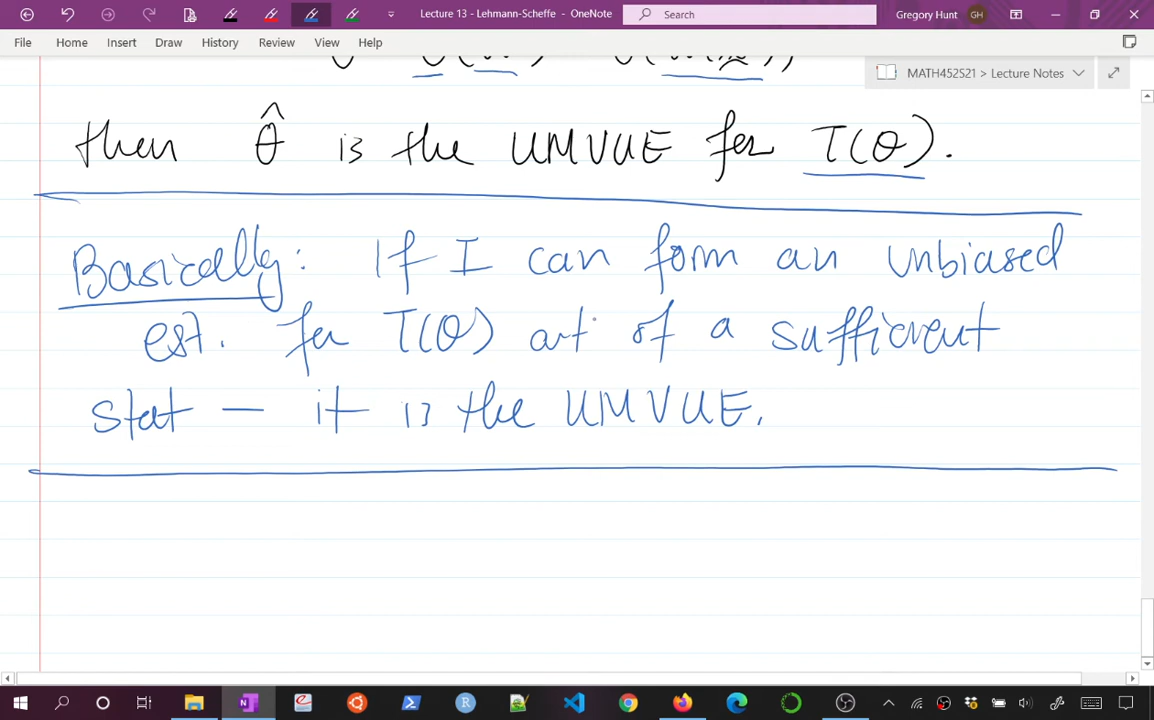 Lecture 13 - Lehmann-Scheffe - OneNote
Search
Gregory Hunt
GH
File Home Insert Draw History Review View Help
MATH452S21 > Lecture Notes
then θ̂ is the UMVUE for T(θ).
Basically: If I can form an unbiased
est. for T(θ) out of a sufficient
stat — it is the UMVUE.